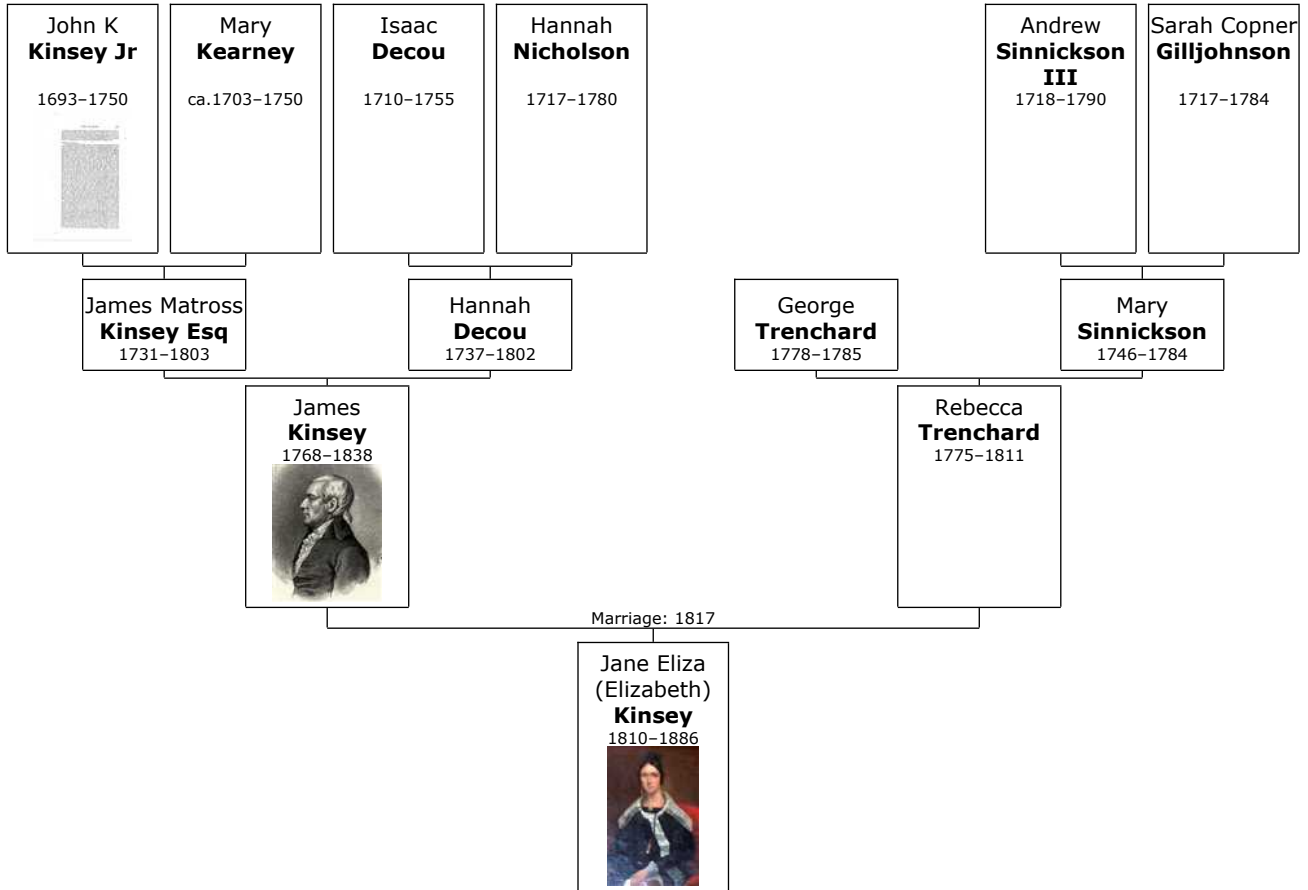 John K
Kinsey Jr
1693–1750
Mary
Kearney
ca.1703–1750
Isaac
Decou
1710–1755
Hannah
Nicholson
1717–1780
Andrew
Sinnickson
III
1718–1790
Sarah Copner
Gilljohnson
1717–1784
James Matross
Kinsey Esq
1731–1803
Hannah
Decou
1737–1802
George
Trenchard
1778–1785
Mary
Sinnickson
1746–1784
James
Kinsey
1768–1838
Rebecca
Trenchard
1775–1811
Marriage: 1817
Jane Eliza
(Elizabeth)
Kinsey
1810–1886